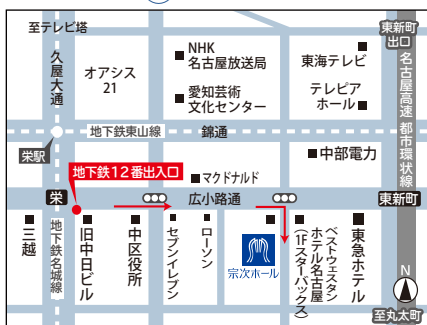 至テレビ塔
久屋大通
オアシス
21
NHK
名古屋放送局
愛知芸術
文化センター
東海テレビ
テレピア
ホール
東新町
出口
名古屋高速 都市環状線
地下鉄東山線
錦通
栄駅
中部電力
地下鉄12番出入口
マクドナルド
栄
広小路通
東新町
三越
地下鉄名城線
旧中日ビル
中区役所
セブンイレブン
ローソン
宗次ホール
ベストウェスタン
ホテル名古屋
(1Fスターバックス)
東急ホテル
N
至丸太町